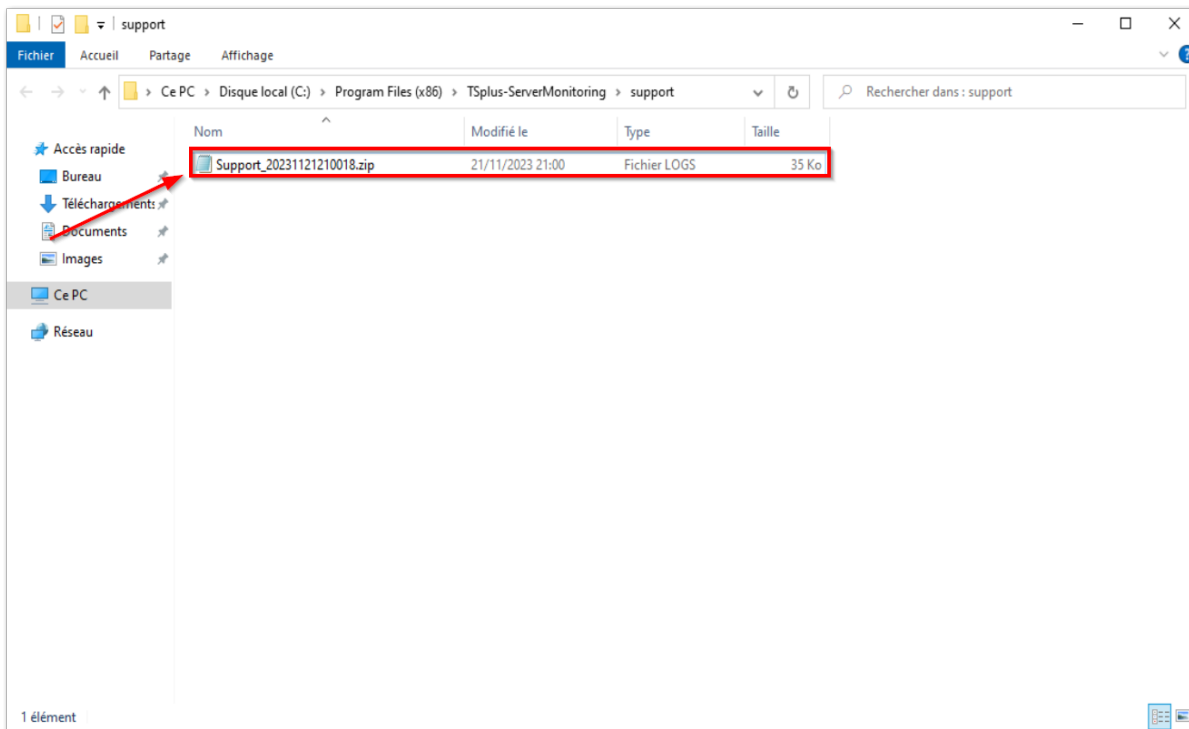 support
Fichier Accueil Partage Affichage
Ce PC > Disque local (C:) > Program Files (x86) > TSplus-ServerMonitoring > support
Rechercher dans : support
Nom Modifié le Type Taille
Support_20231121210018.zip 21/11/2023 21:00 Fichier LOGS 35 Ko
Accès rapide
Bureau
Téléchargements
Documents
Images
Ce PC
Réseau
1 élément